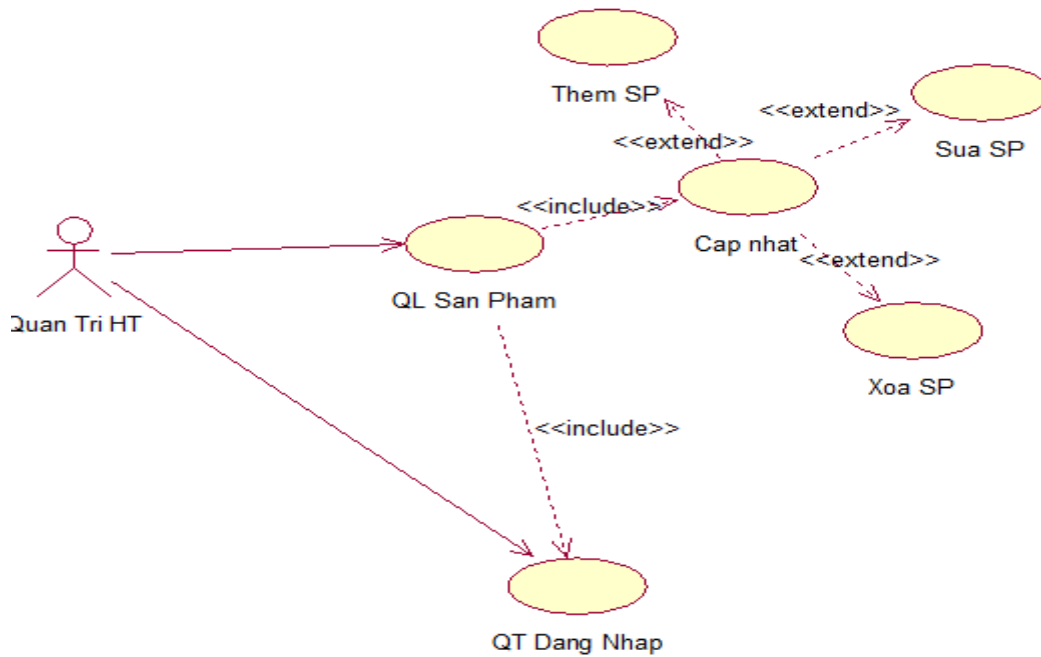 Them SP
<<extend>>
<<extend>>
Sua SP
<<include>>
Cap nhat
<<extend>>
QL San Pham
Quan Tri HT
Xoa SP
<<include>>
QT Dang Nhap